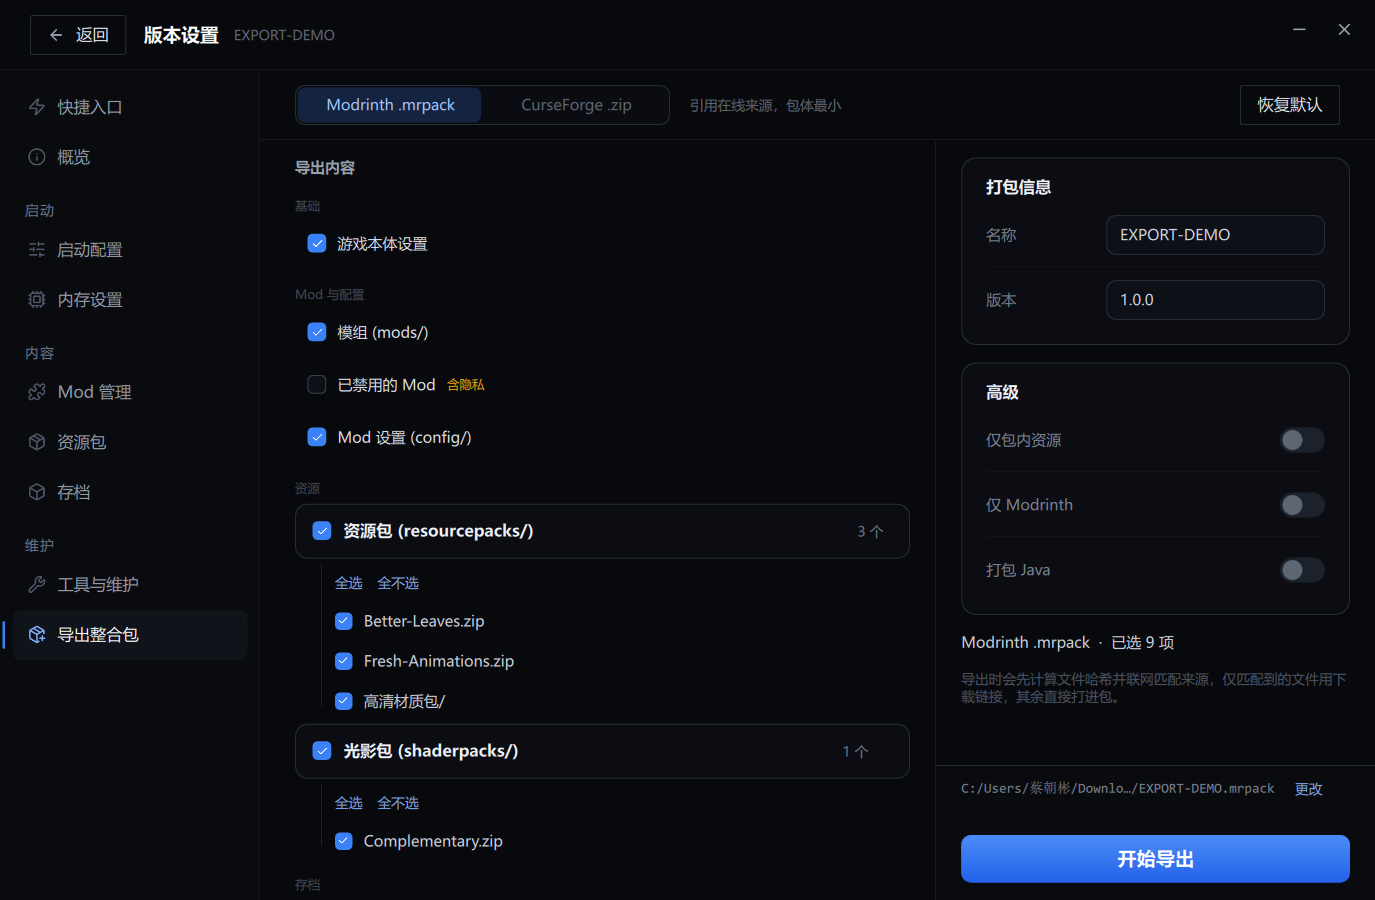 返回
版本设置 EXPORT-DEMO
快捷入口
概览
启动
启动配置
内存设置
内容
Mod 管理
资源包
存档
维护
工具与维护
导出整合包
Modrinth .mrpack
CurseForge .zip
引用在线来源，包体最小
恢复默认
导出内容
基础
游戏本体设置
Mod 与配置
模组 (mods/)
已禁用的 Mod 含隐私
Mod 设置 (config/)
资源
资源包 (resourcepacks/) 3 个
全选 全不选
Better-Leaves.zip
Fresh-Animations.zip
高清材质包/
光影包 (shaderpacks/) 1 个
全选 全不选
Complementary.zip
存档
打包信息
名称 EXPORT-DEMO
版本 1.0.0
高级
仅包内资源
仅 Modrinth
打包 Java
Modrinth .mrpack · 已选 9 项
导出时会先计算文件哈希并联网匹配来源，仅匹配到的文件用下
载链接，其余直接打进包。
C:/Users/蔡朝彬/Downlo…/EXPORT-DEMO.mrpack 更改
开始导出